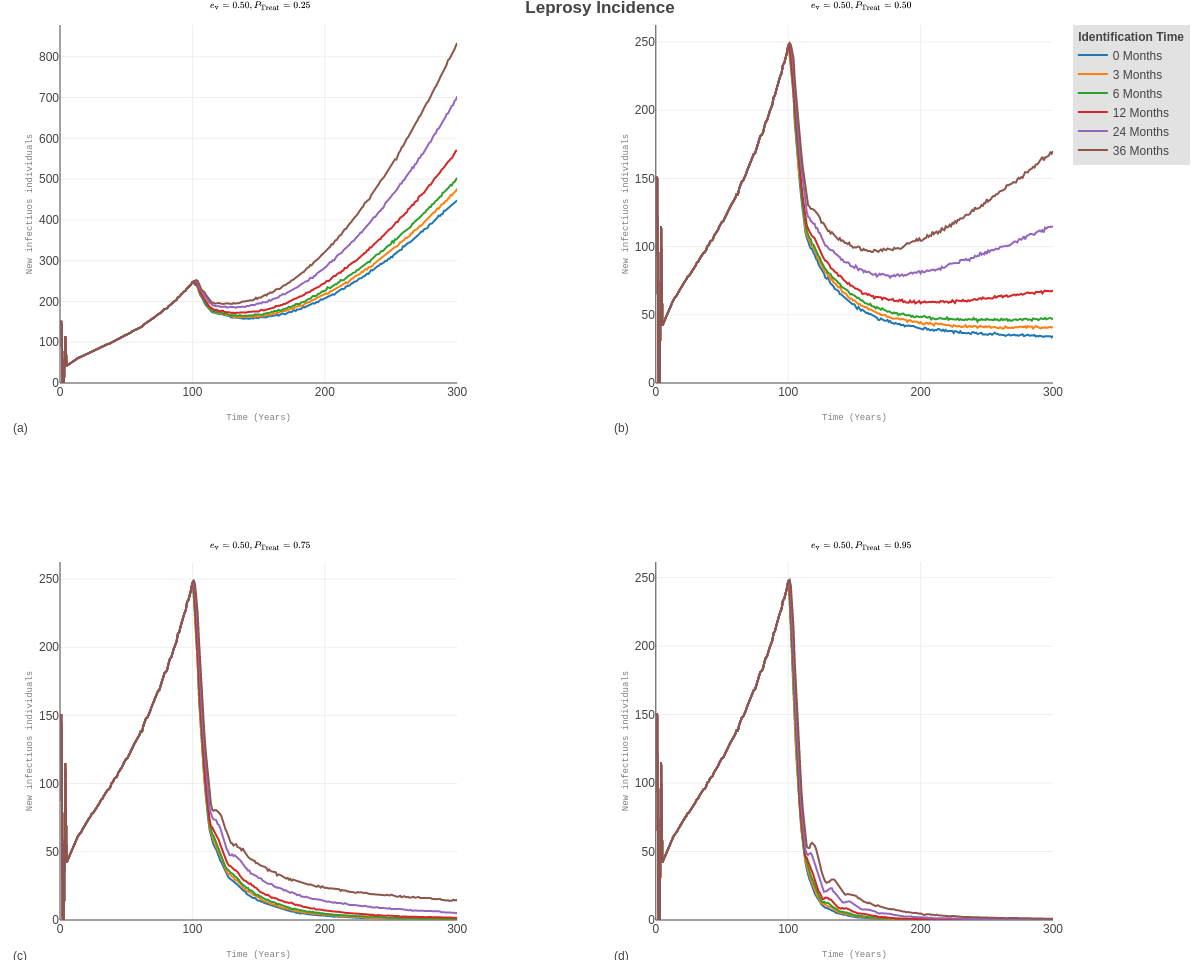 Leprosy Incidence
e_v = 0.50, P_Treat = 0.25
800
700
600
500
400
300
200
100
0
0 100 200 300
New infectiuos individuals
Time (Years)
(a)
e_v = 0.50, P_Treat = 0.50
250
200
150
100
50
0
0 100 200 300
New infectiuos individuals
Time (Years)
(b)
Identification Time
0 Months
3 Months
6 Months
12 Months
24 Months
36 Months
e_v = 0.50, P_Treat = 0.75
250
200
150
100
50
0
0 100 200 300
New infectiuos individuals
Time (Years)
(c)
e_v = 0.50, P_Treat = 0.95
250
200
150
100
50
0
0 100 200 300
New infectiuos individuals
Time (Years)
(d)